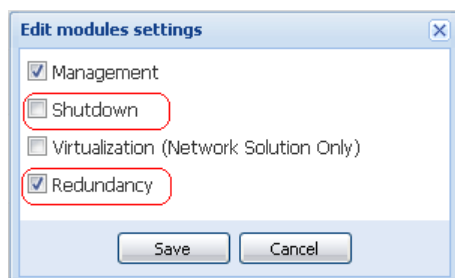 Edit modules settings
Management
Shutdown
Virtualization (Network Solution Only)
Redundancy
Save
Cancel